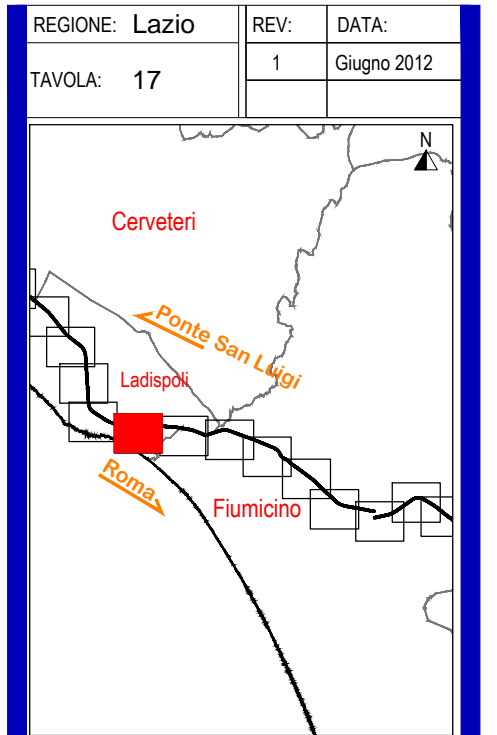 REGIONE: Lazio
REV: DATA:
TAVOLA: 17
1 Giugno 2012
N
Cerveteri
Ponte San Luigi
Ladispoli
Roma
Fiumicino